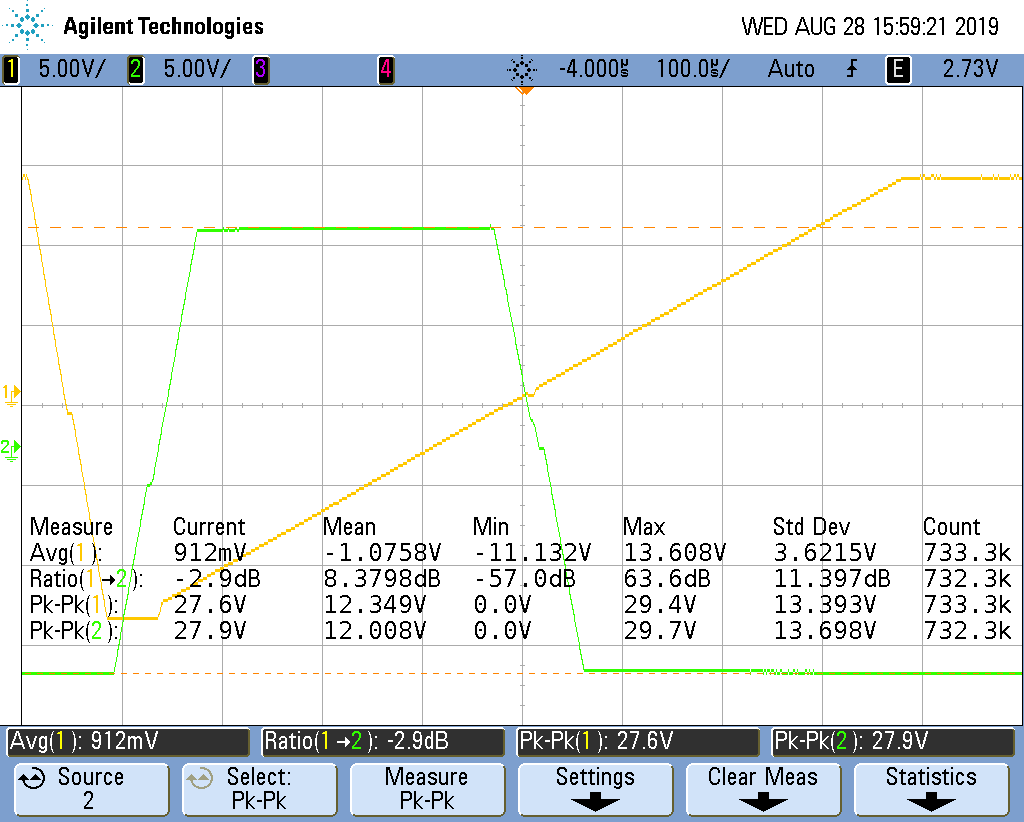 Agilent Technologies WED AUG 28 15:59:21 2019
1 5.00V/ 2 5.00V/ 3 4 -4.000µs 100.0µs/ Auto E 2.73V
1
2
Measure Current Mean Min Max Std Dev Count
Avg(1): 912mV -1.0758V -11.132V 13.608V 3.6215V 733.3k
Ratio(1→2): -2.9dB 8.3798dB -57.0dB 63.6dB 11.397dB 732.3k
Pk-Pk(1): 27.6V 12.349V 0.0V 29.4V 13.393V 733.3k
Pk-Pk(2): 27.9V 12.008V 0.0V 29.7V 13.698V 732.3k
Avg(1): 912mV Ratio(1→2): -2.9dB Pk-Pk(1): 27.6V Pk-Pk(2): 27.9V
Source Select: Measure Settings Clear Meas Statistics
2 Pk-Pk Pk-Pk